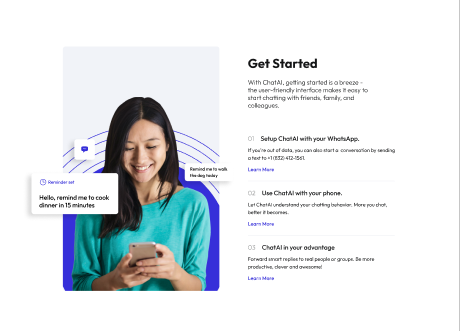 Get Started
With ChatAI, getting started is a breeze –
the user-friendly interface makes it easy to
start chatting with friends, family, and
colleagues.
01 Setup ChatAI with your WhatsApp.
If you're out of data, you can also start a conversation by sending
a text to +1 (832) 412-1561.
Learn More
02 Use ChatAI with your phone.
Let ChatAI understand your chatting behavior. More you chat,
better it becomes.
Learn More
03 ChatAI in your advantage
Forward smart replies to real people or groups. Be more
productive, clever and awesome!
Learn More
Remind me to walk
the dog today
Reminder set
Hello, remind me to cook
dinner in 15 minutes